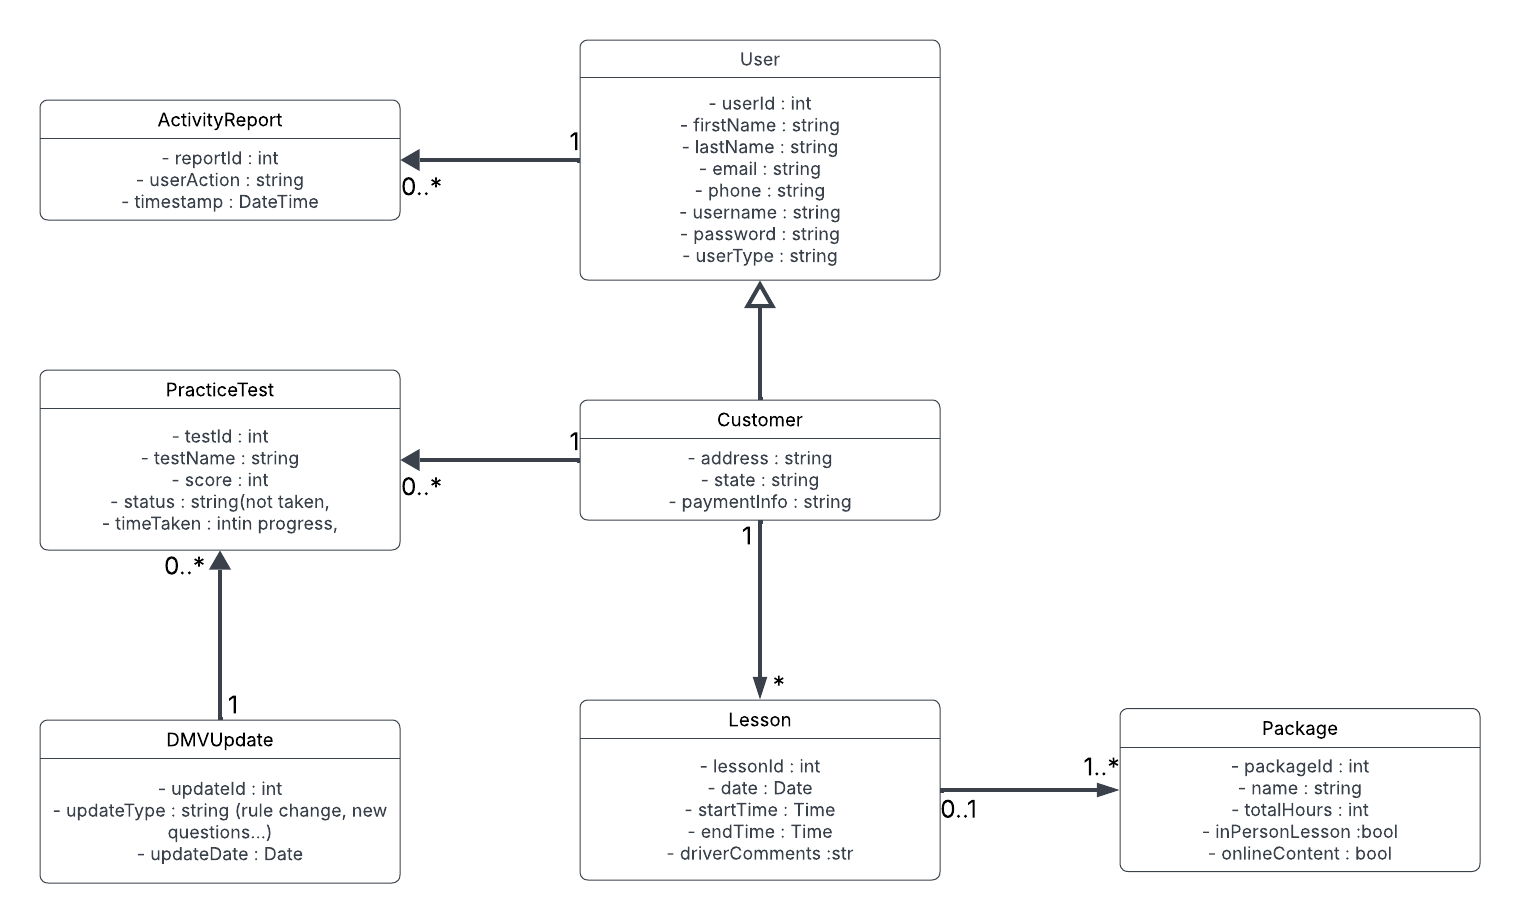 User
- userId : int
- firstName : string
- lastName : string
- email : string
- phone : string
- username : string
- password : string
- userType : string
ActivityReport
- reportId : int
- userAction : string
- timestamp : DateTime
1
0..*
PracticeTest
- testId : int
- testName : string
- score : int
- status : string(not taken,
- timeTaken : intin progress,
Customer
- address : string
- state : string
- paymentInfo : string
1
0..*
0..*
1
1
*
DMVUpdate
- updateId : int
- updateType : string (rule change, new
questions...)
- updateDate : Date
Lesson
- lessonId : int
- date : Date
- startTime : Time
- endTime : Time
- driverComments :str
0..1
1..*
Package
- packageId : int
- name : string
- totalHours : int
- inPersonLesson :bool
- onlineContent : bool